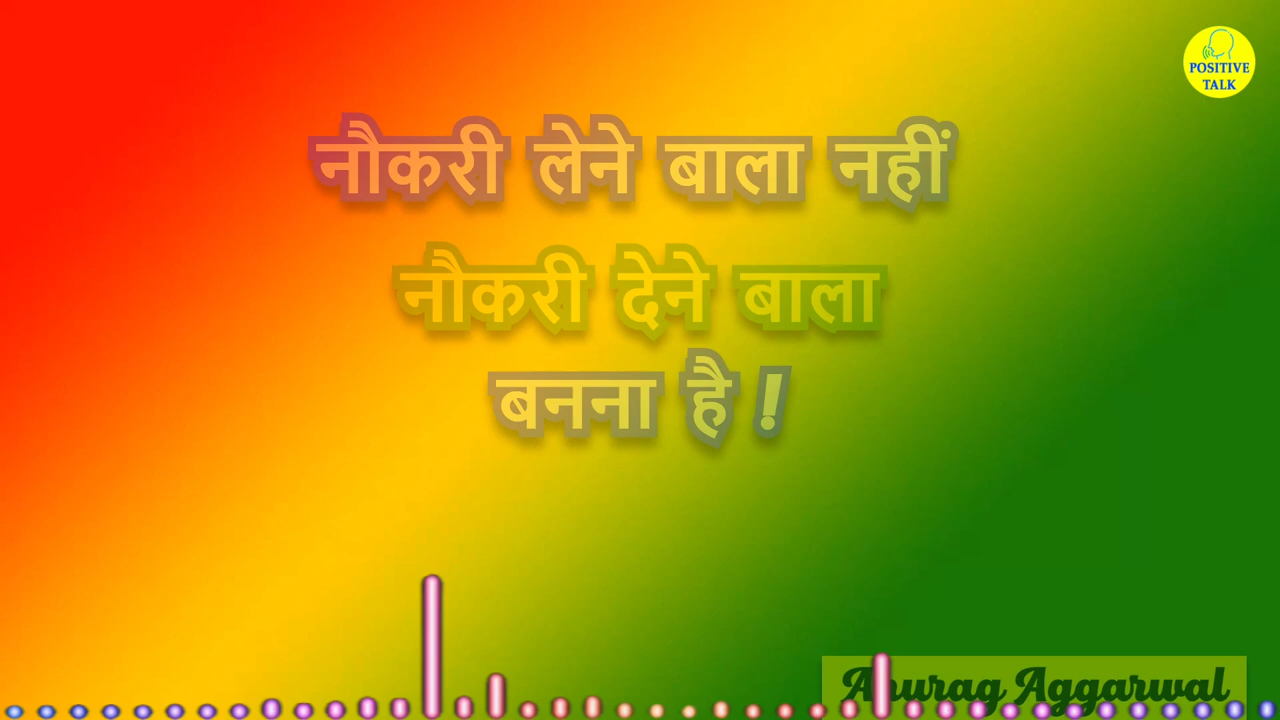 POSITIVE
TALK
नौकरी लेने बाला नहीं
नौकरी देने बाला
बनना है !
Anurag Aggarwal